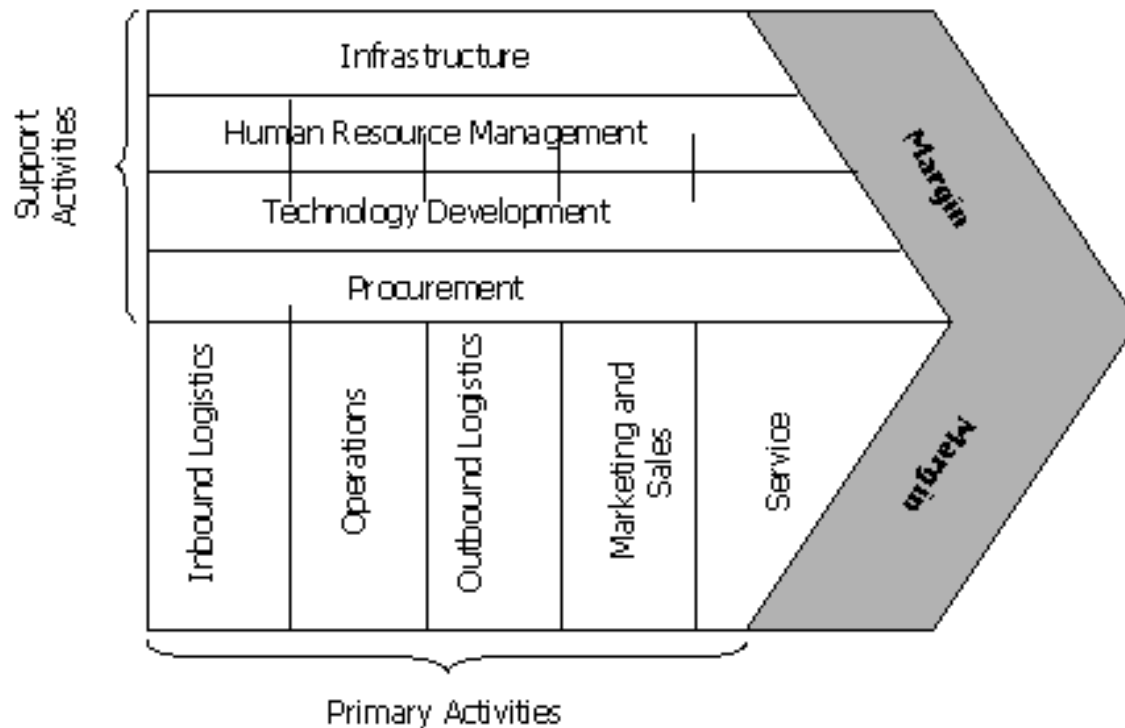 Infrastructure
Human Resource Management
Technology Development
Procurement
Support
Activities
Inbound Logistics
Operations
Outbound Logistics
Marketing and
Sales
Service
Margin
Margin
Primary Activities